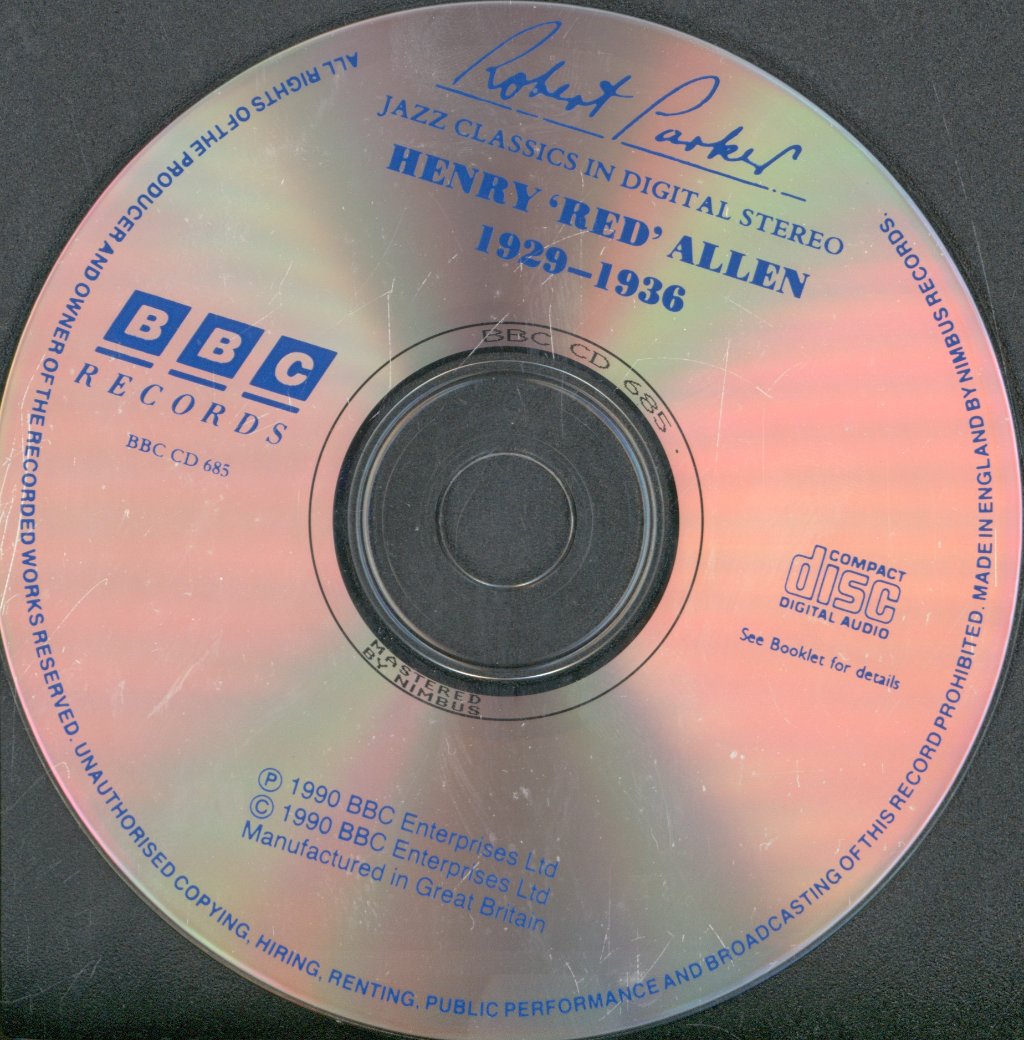 Robert Parker
JAZZ CLASSICS IN DIGITAL STEREO
HENRY ‘RED’ ALLEN
1929–1936
BBC
RECORDS
BBC CD 685
BBC CD 685 .
COMPACT
disc
DIGITAL AUDIO
See Booklet for details
MASTERED
BY NIMBUS
Ⓟ 1990 BBC Enterprises Ltd
© 1990 BBC Enterprises Ltd
Manufactured in Great Britain
ALL RIGHTS OF THE PRODUCER AND OWNER OF THE RECORDED WORKS RESERVED. UNAUTHORISED COPYING, HIRING, RENTING, PUBLIC PERFORMANCE AND BROADCASTING OF THIS RECORD PROHIBITED. MADE IN ENGLAND BY NIMBUS RECORDS.